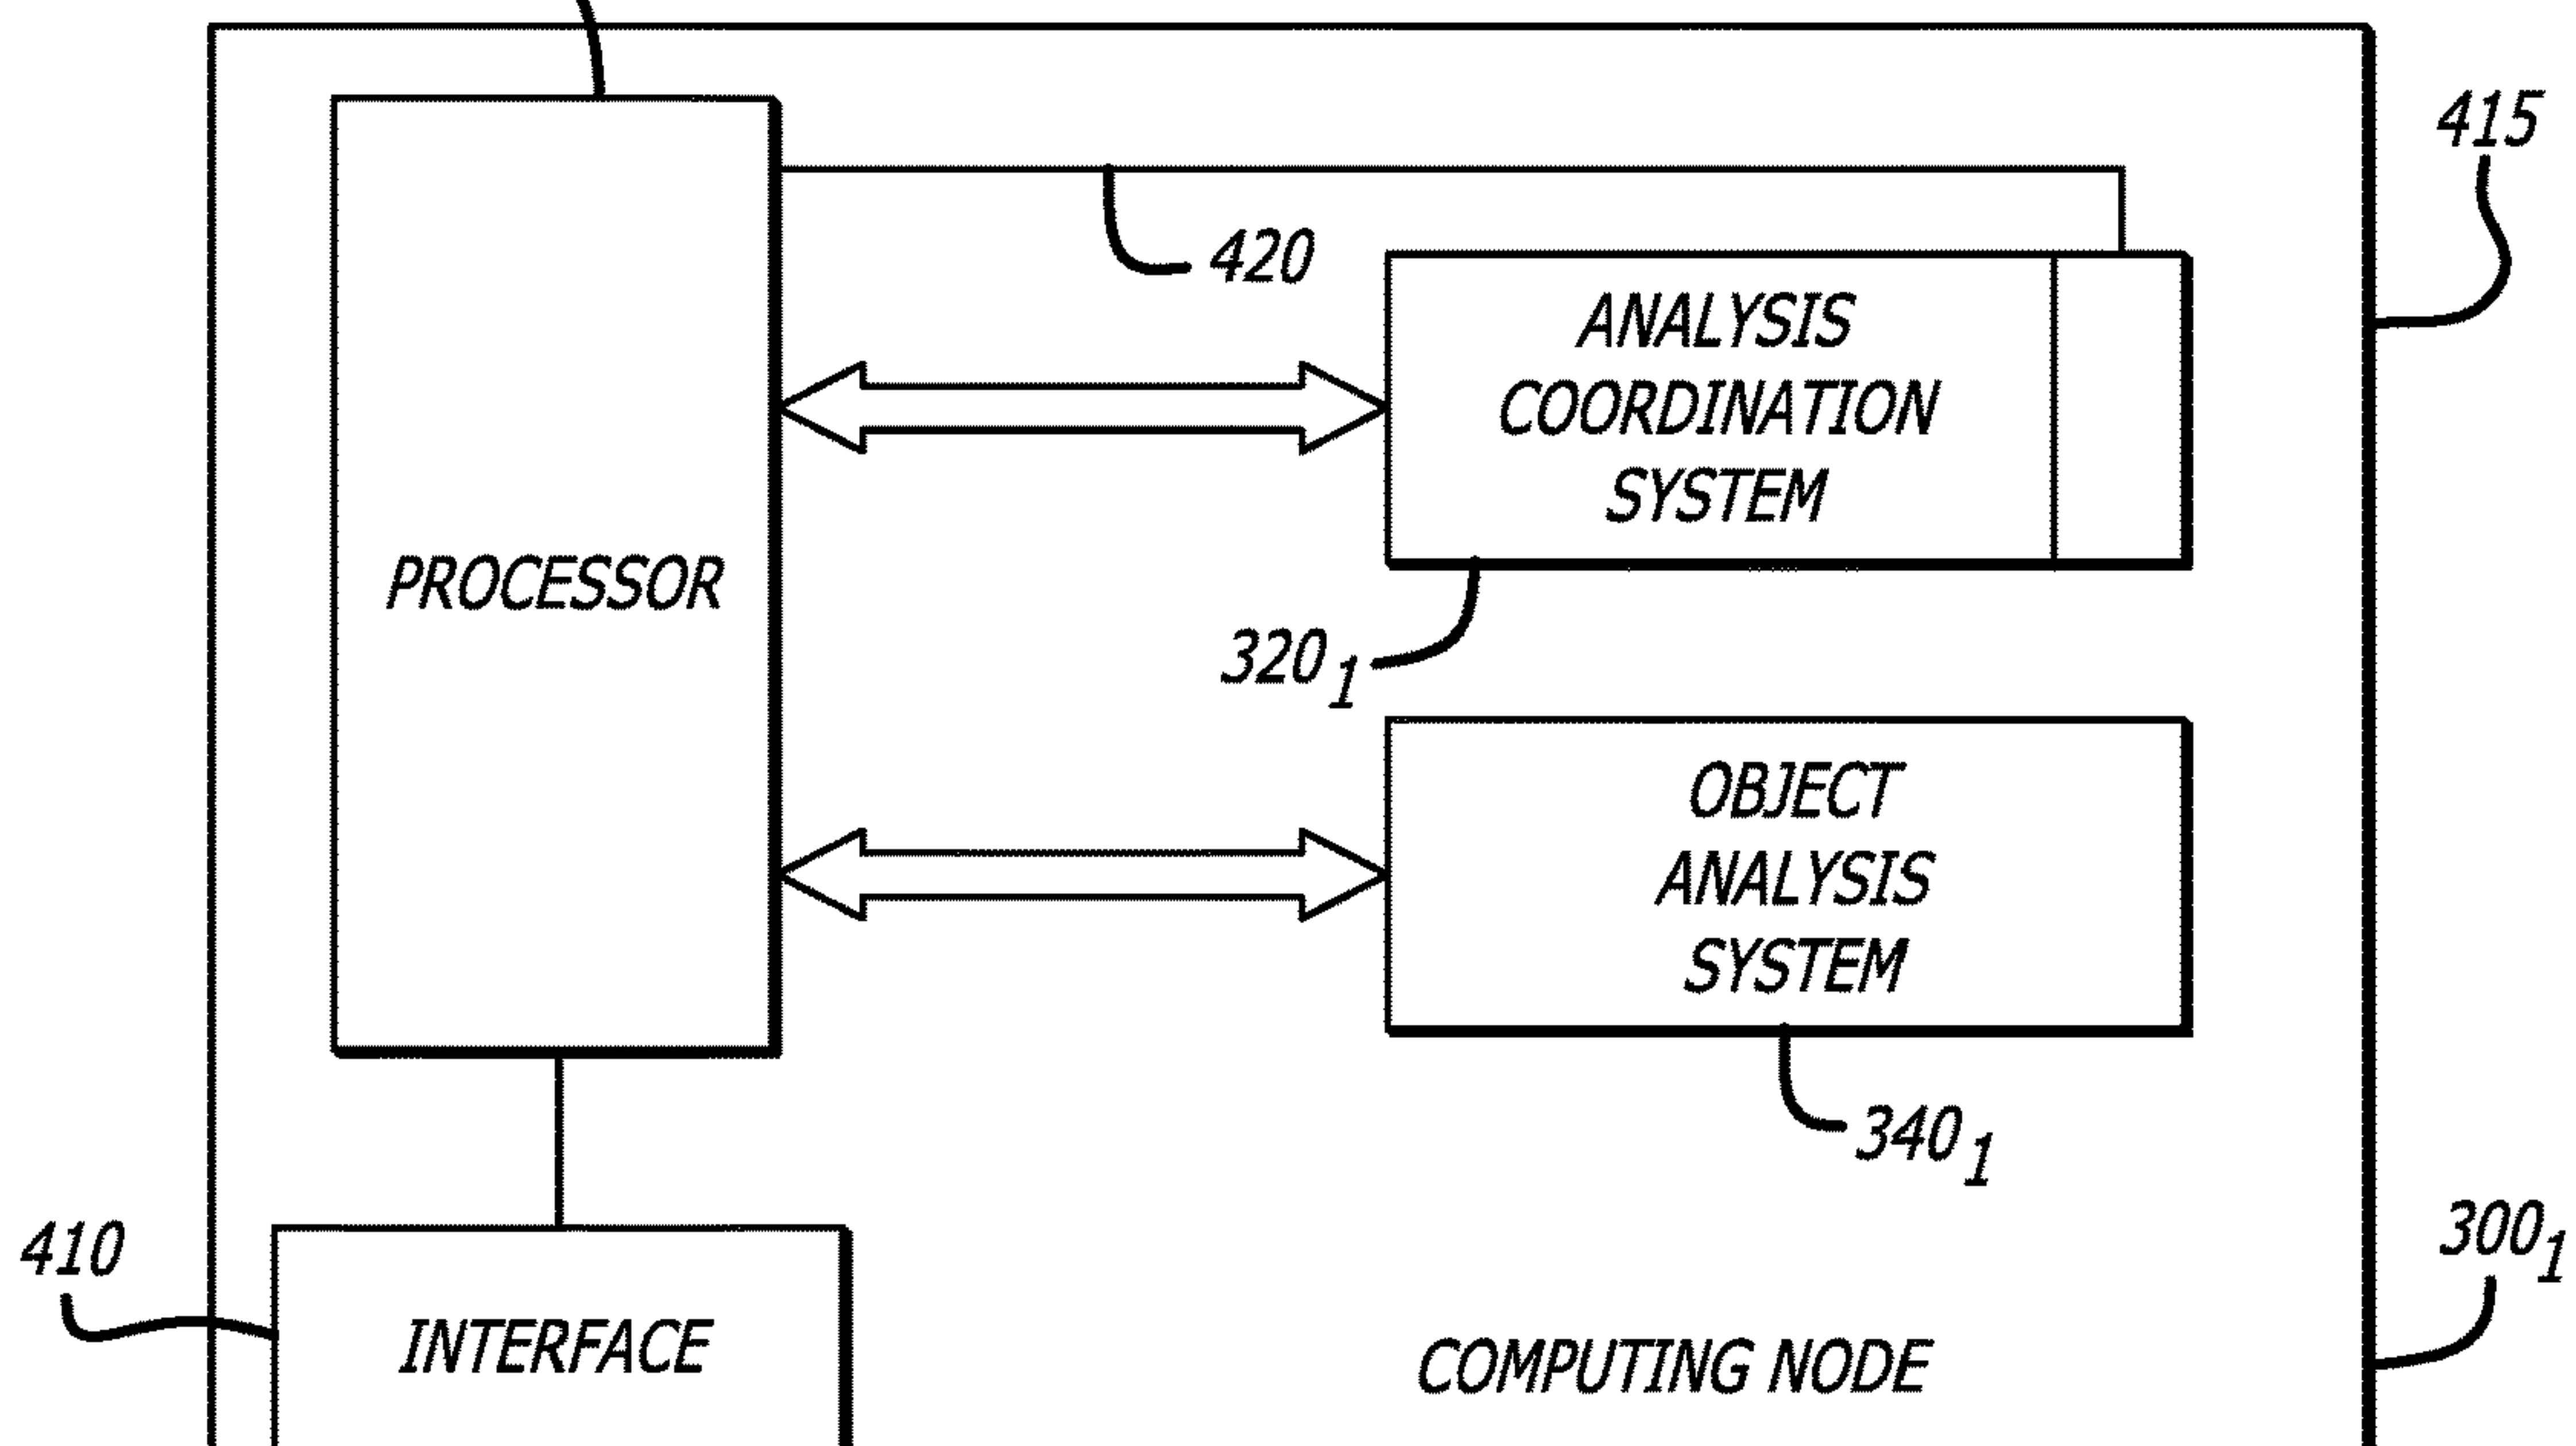 415
420
ANALYSIS
COORDINATION
SYSTEM
PROCESSOR
320 1
OBJECT
ANALYSIS
SYSTEM
340 1
410
300 1
INTERFACE
COMPUTING NODE